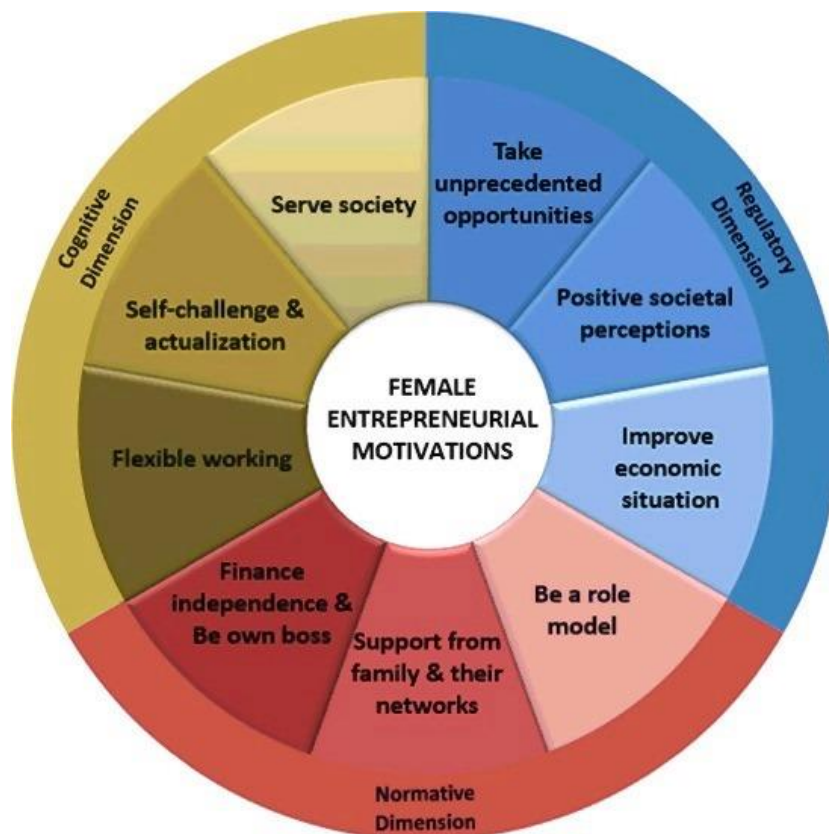 FEMALE
ENTREPRENEURIAL
MOTIVATIONS
Regulatory
Dimension
Take
unprecedented
opportunities
Positive societal
perceptions
Improve
economic
situation
Normative
Dimension
Be a role
model
Support from
family & their
networks
Finance
independence &
Be own boss
Cognitive
Dimension
Flexible working
Self-challenge &
actualization
Serve society